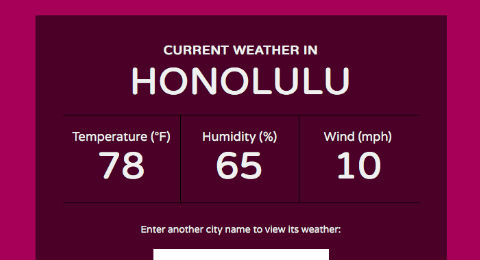 CURRENT WEATHER IN
HONOLULU
Temperature (°F) Humidity (%) Wind (mph)
78 65 10
Enter another city name to view its weather: